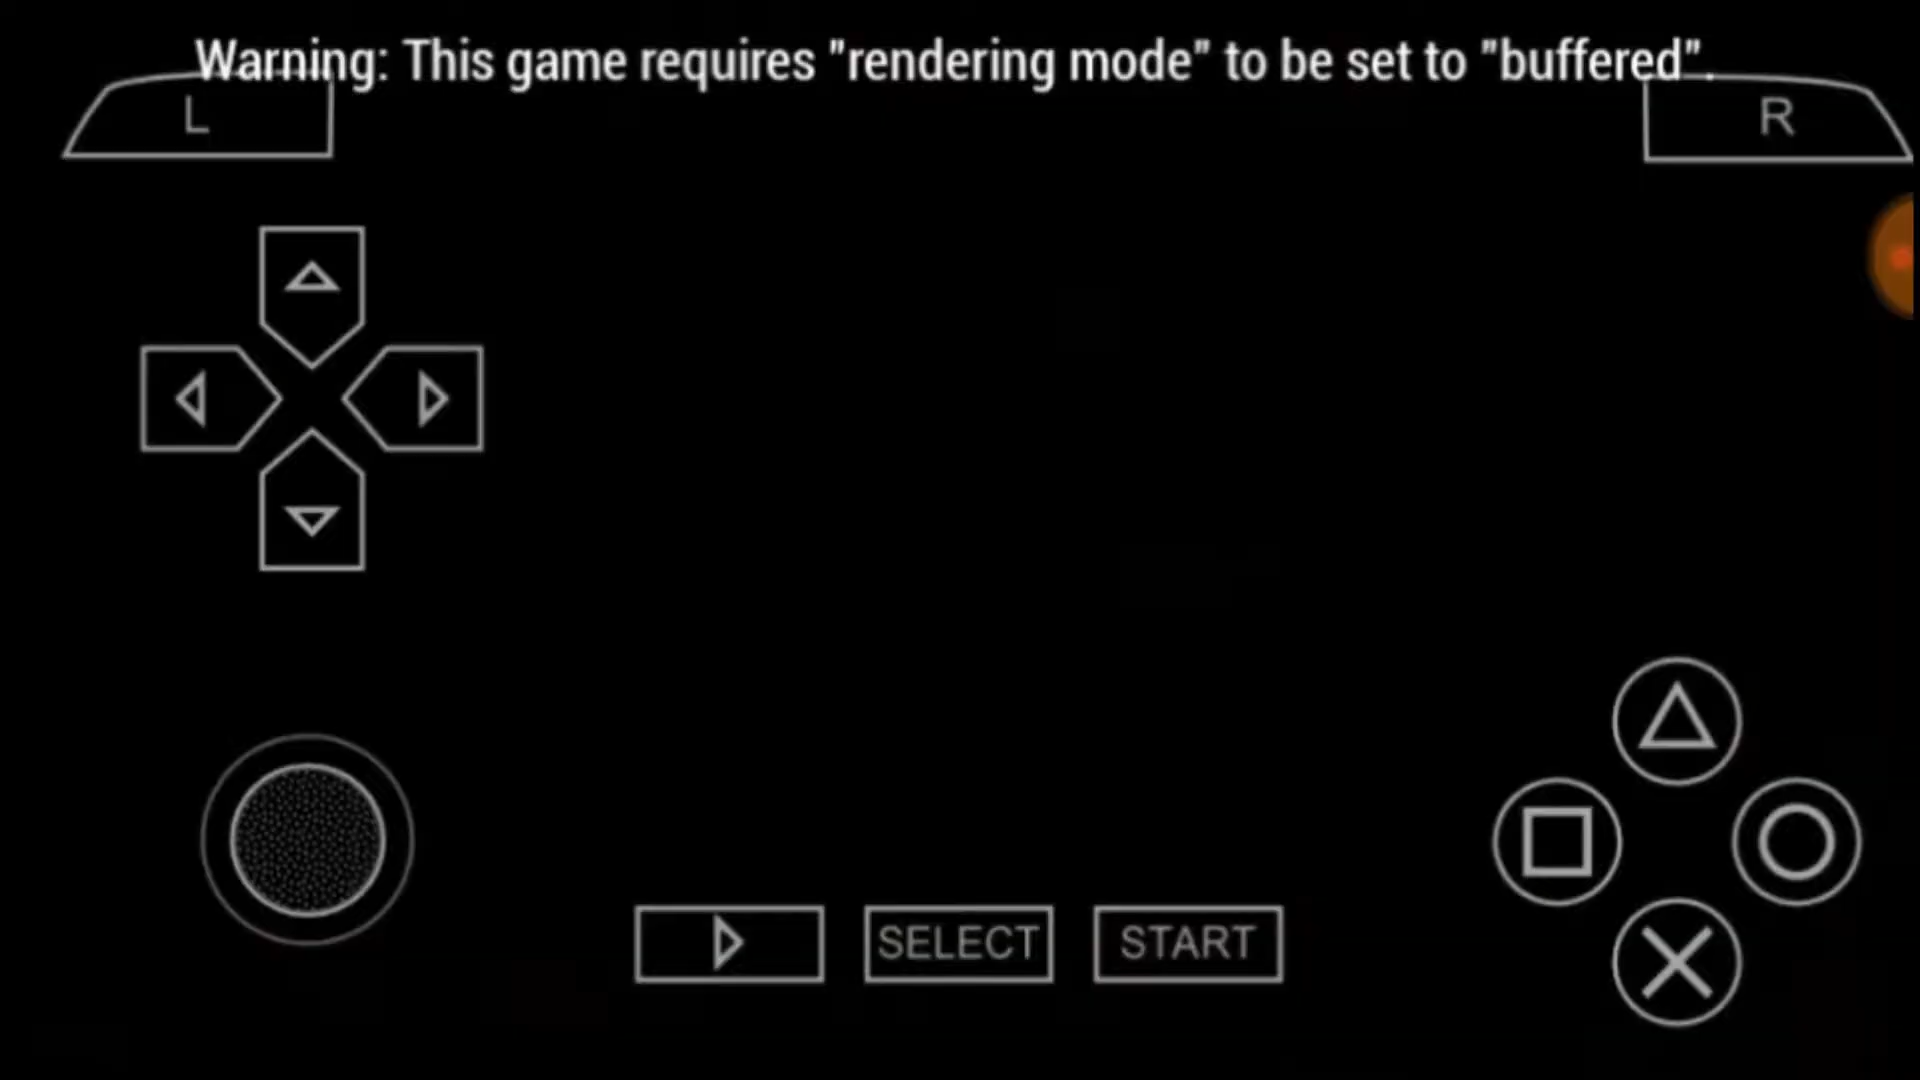 Warning: This game requires "rendering mode" to be set to "buffered".
L
R
SELECT
START